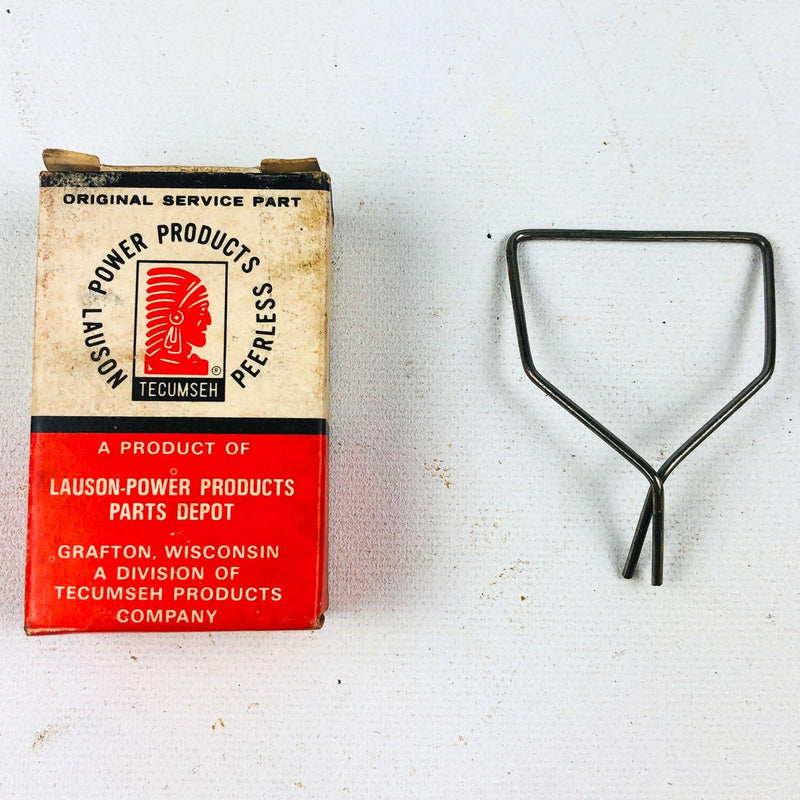 ORIGINAL SERVICE PART
LAUSON POWER PRODUCTS PEERLESS
®
TECUMSEH
A PRODUCT OF
LAUSON-POWER PRODUCTS
PARTS DEPOT
GRAFTON, WISCONSIN
A DIVISION OF
TECUMSEH PRODUCTS
COMPANY